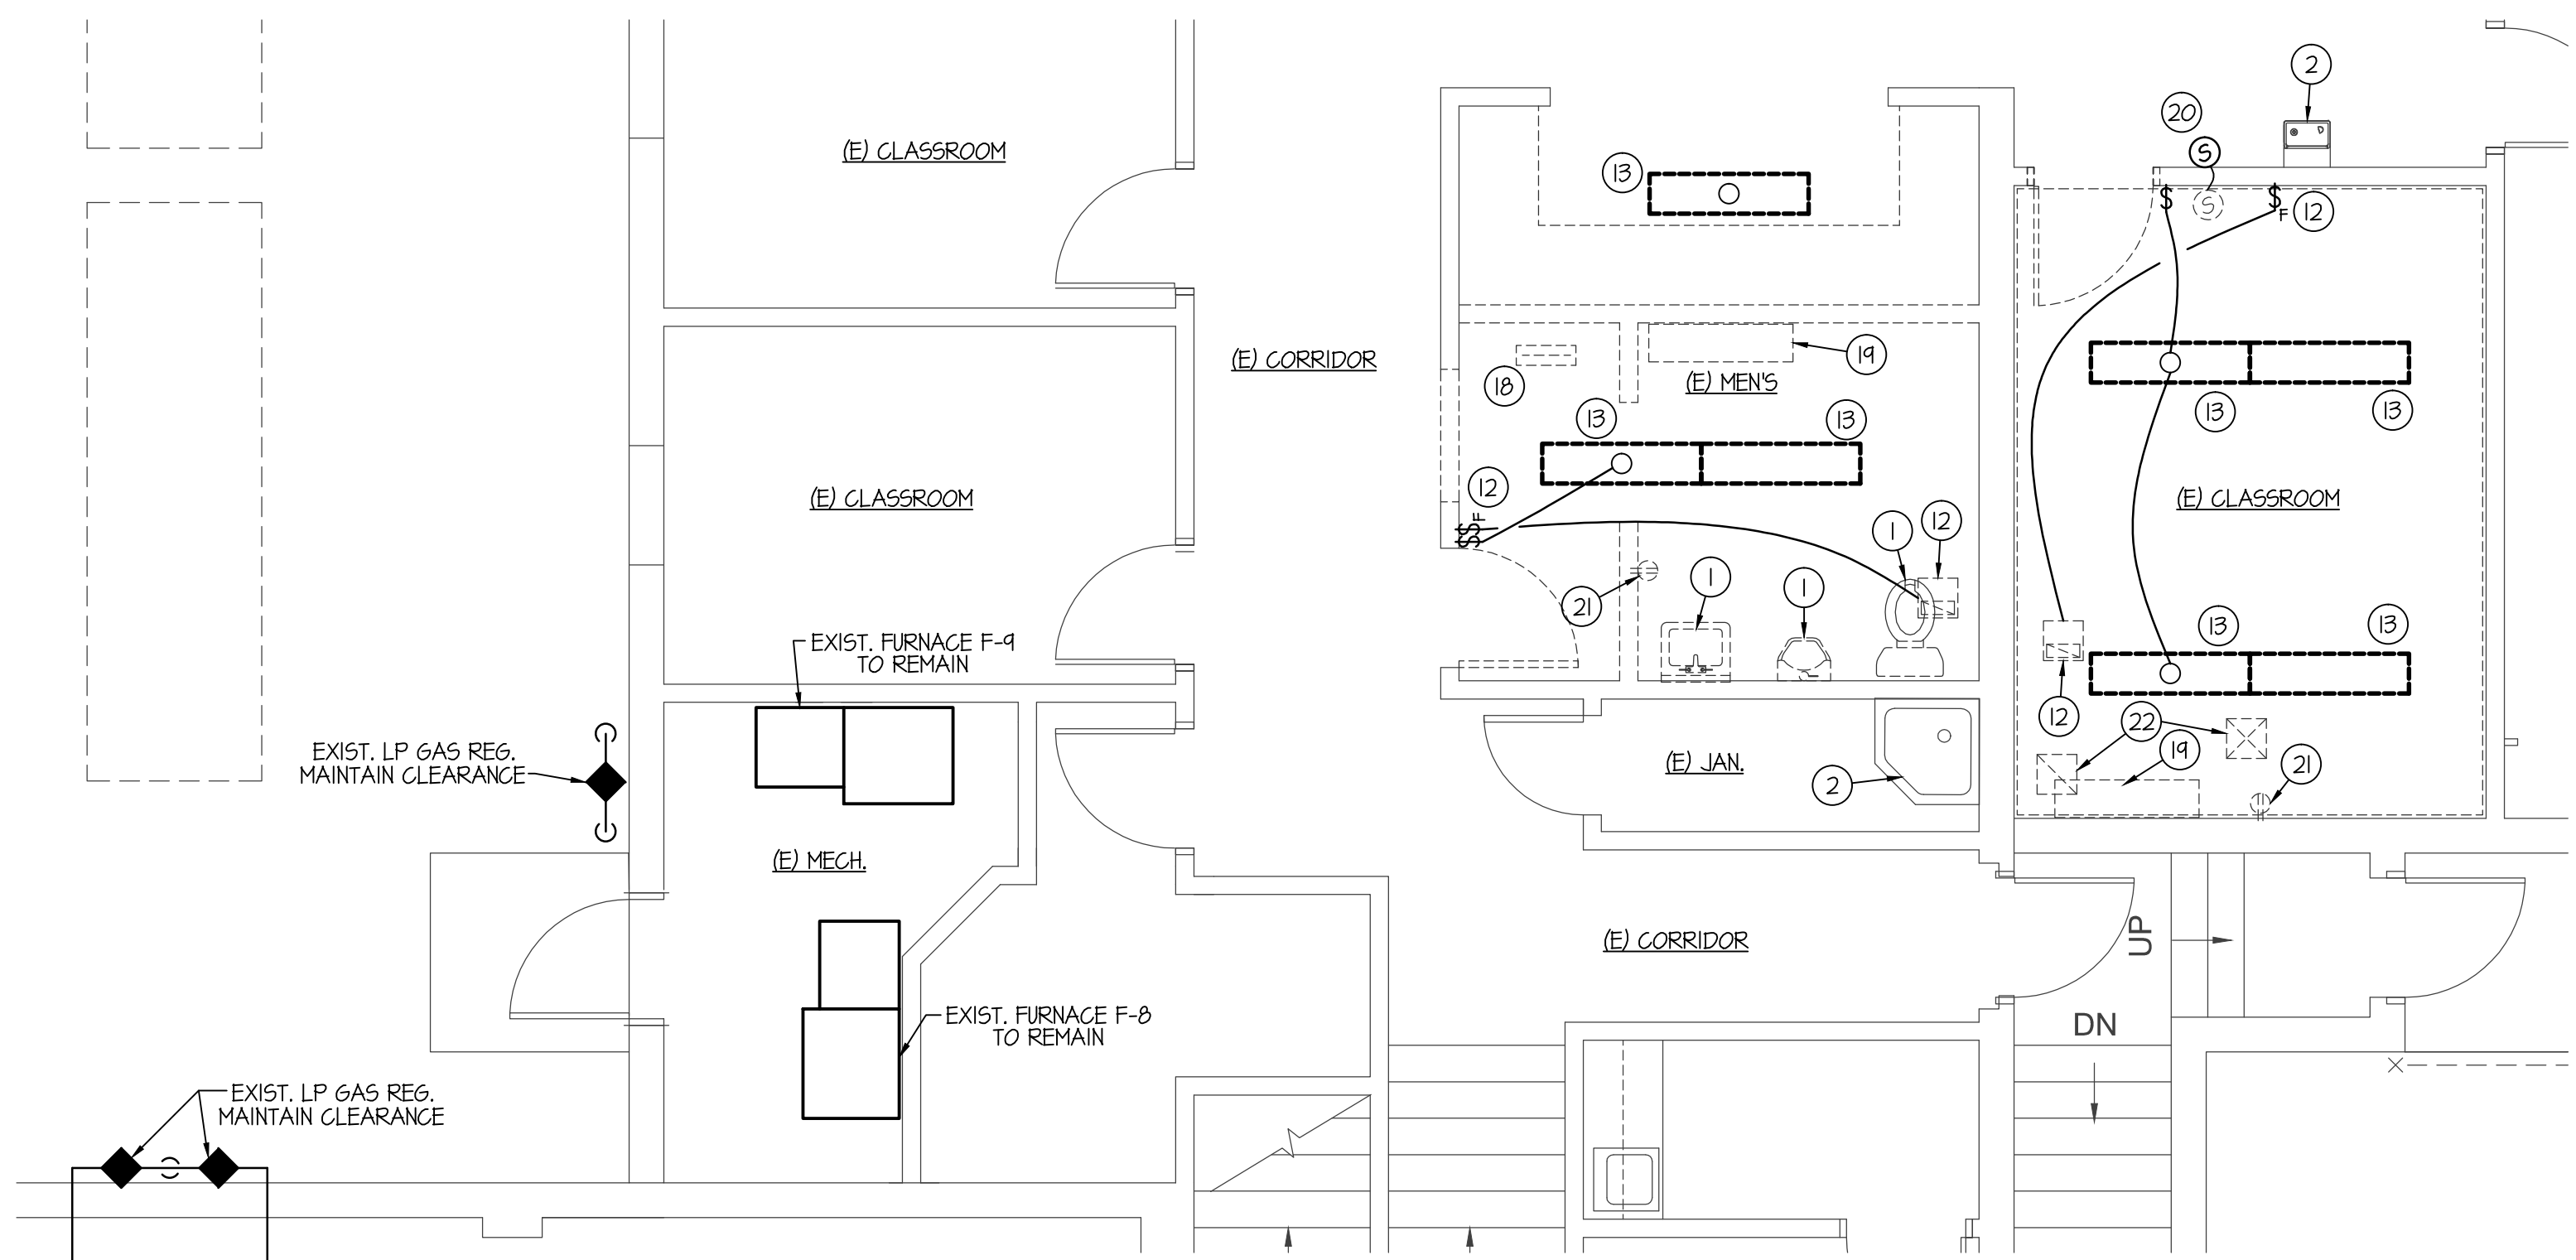 2
20
S
(E) CLASSROOM
13
$
S
$
F
12
(E) CORRIDOR
19
18
(E) MEN'S
13
13
13
13
12
(E) CLASSROOM
(E) CLASSROOM
$$
F
1
12
1
1
21
13
13
EXIST. FURNACE F-9
TO REMAIN
12
22
19
21
EXIST. LP GAS REG.
MAINTAIN CLEARANCE
(E) JAN.
2
(E) MECH.
(E) CORRIDOR
UP
EXIST. FURNACE F-8
TO REMAIN
DN
EXIST. LP GAS REG.
MAINTAIN CLEARANCE